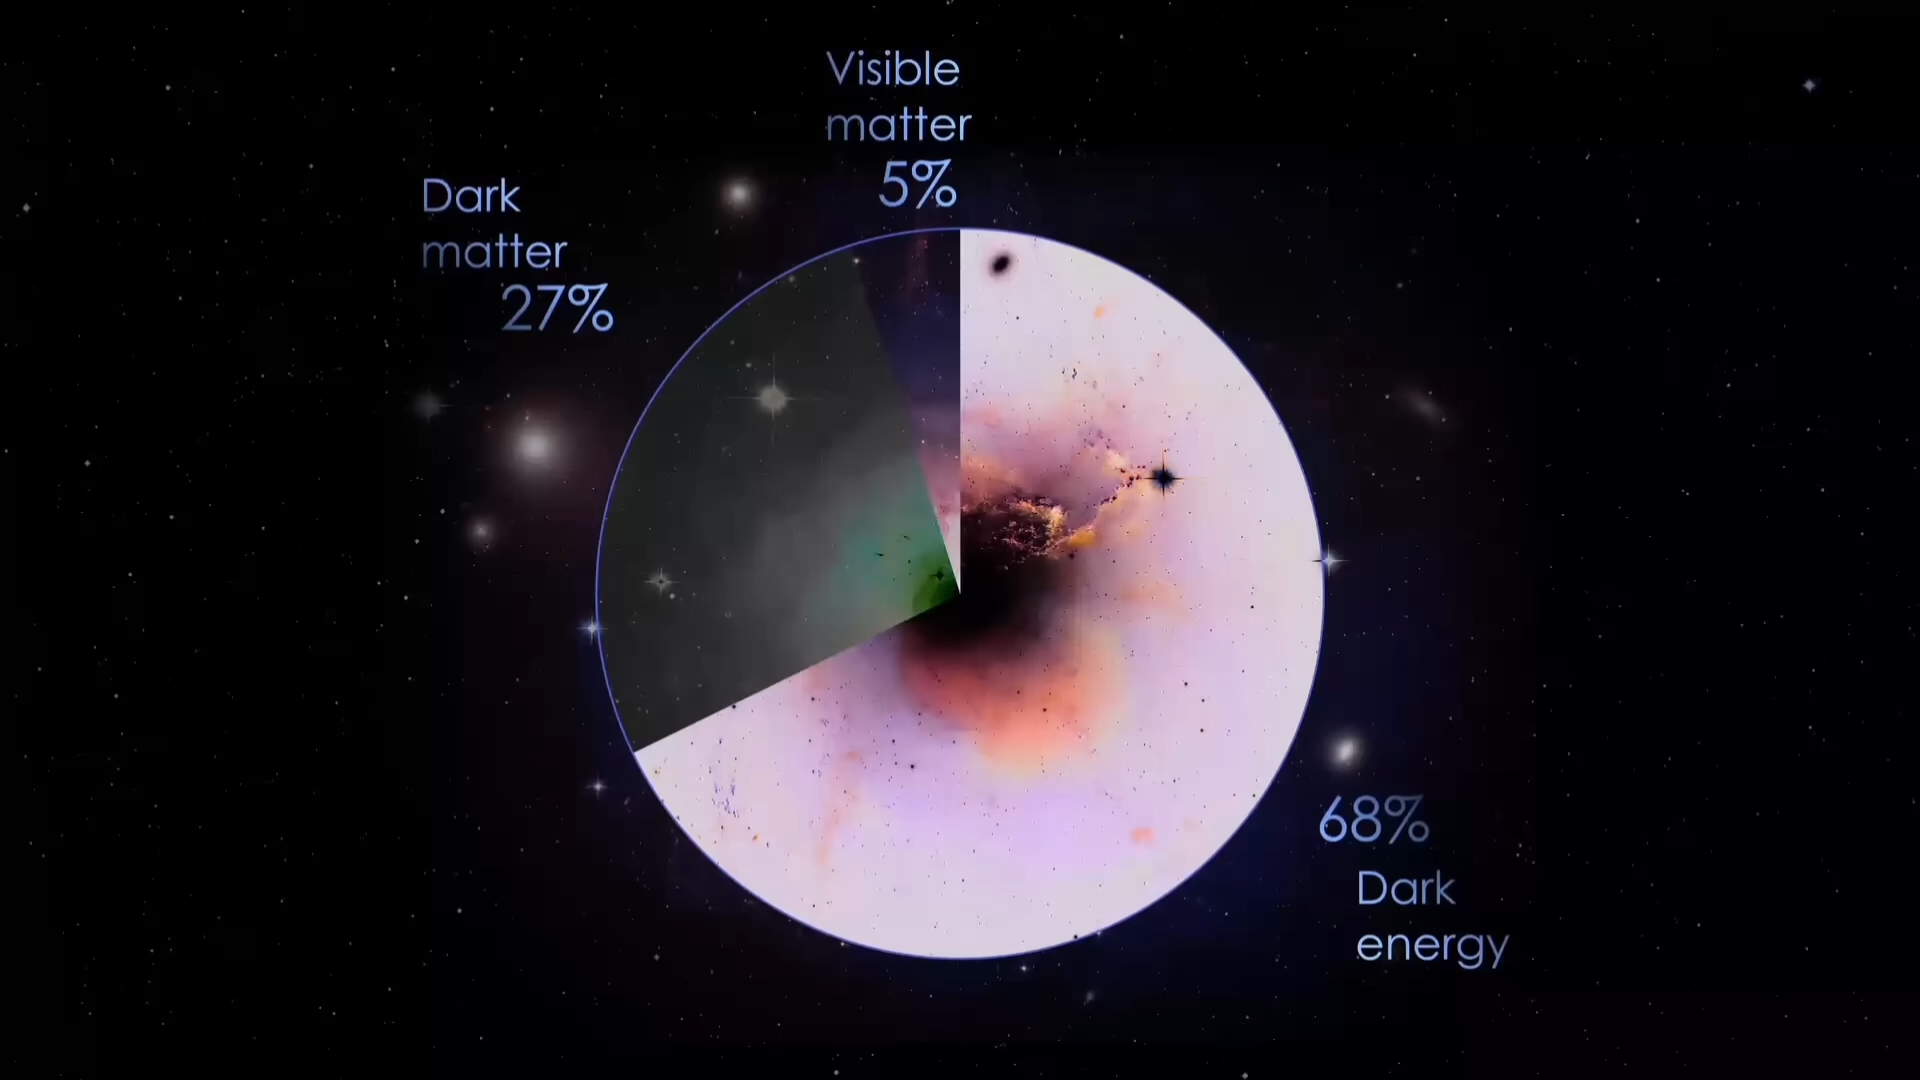 Visible
matter
5%
Dark
matter
27%
68%
Dark
energy